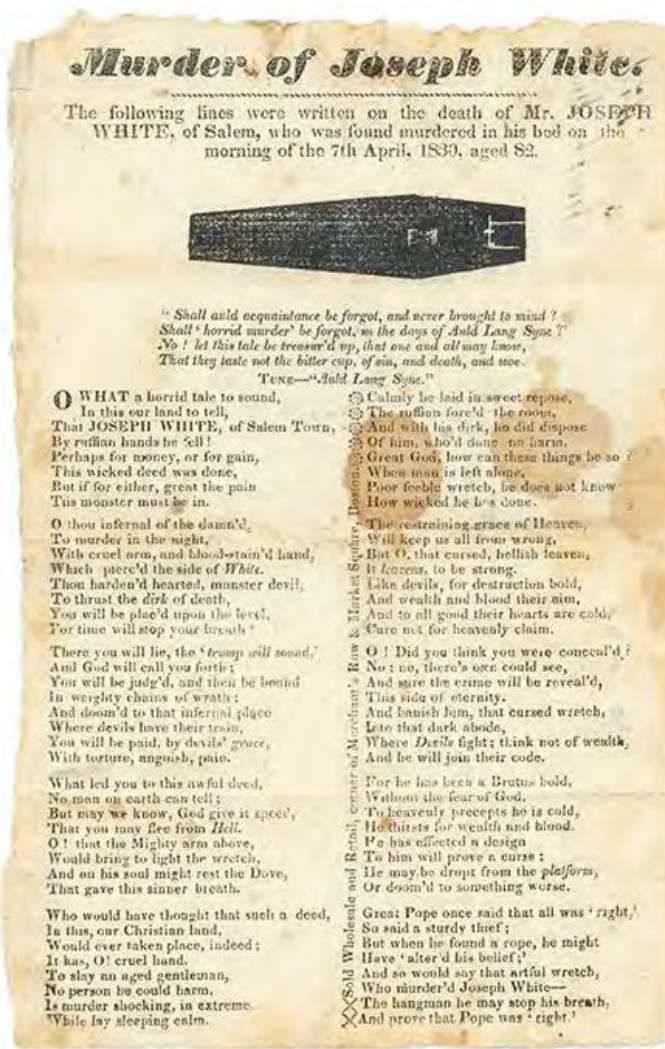 Murder of Joseph White.
The following lines were written on the death of Mr. JOSEPH
WHITE, of Salem, who was found murdered in his bed on the
morning of the 7th April, 1830, aged 82.
" Shall auld acquaintance be forgot, and never brought to mind ?
Shall ' horrid murder' be forgot, in the days of Auld Lang Syne ?
No ! let this tale be treasur'd up, that one and all may know,
That they taste not the bitter cup, of sin, and death, and woe.
TUNE—"Auld Lang Syne."
O WHAT a horrid tale to sound,
In this our land to tell,
That JOSEPH WHITE, of Salem Town,
By ruffian hands he fell !
Perhaps for money, or for gain,
This wicked deed was done,
But if for either, great the pain
This monster must be in.
O thou infernal of the damn'd,
To murder in the night,
With cruel arm, and blood-stain'd hand,
Which pierc'd the side of White.
Thou harden'd hearted, monster devil,
To thrust the dirk of death,
You will be plac'd upon the level,
For time will stop your breath !
There you will lie, the 'trump will sound,'
And God will call you forth ;
You will be judg'd, and then be bound
In weighty chains of wrath ;
And doom'd to that infernal place
Where devils have their train,
You will be paid, by devils' grace,
With torture, anguish, pain.
What led you to this awful deed,
No man on earth can tell ;
But may we know, God give it speed,
That you may flee from Hell.
O ! that the Mighty arm above,
Would bring to light the wretch,
And on his soul might rest the Dove,
That gave this sinner breath.
Who would have thought that such a deed,
In this, our Christian land,
Would ever taken place, indeed ;
It has, O! cruel hand.
To slay an aged gentleman,
No person he could harm,
Is murder shocking, in extreme.
While lay sleeping calm.
Sold Wholesale and Retail, corner of Merchant's Row & Market Square, Boston.
Calmly he laid in sweet repose,
The ruffian forc'd the room,
And with his dirk, he did dispose
Of him, who'd done no harm.
Great God, how can these things be so ?
When man is left alone,
Poor feeble wretch, he does not know
How wicked he has done.
The restraining grace of Heaven,
Will keep us all from wrong,
But O, that cursed, hellish leaven,
It leavens, to be strong.
Like devils, for destruction bold,
And wealth and blood their aim,
And to all good their hearts are cold,
Care not for heavenly claim.
O ! Did you think you were conceal'd ?
No ; no, there's ONE could see,
And sure the crime will be reveal'd,
This side of eternity.
And banish him, that cursed wretch,
Into that dark abode,
Where Devils fight ; think not of wealth,
And he will join their code.
For he has been a Brutus bold,
Without the fear of God.
To heavenly precepts he is cold,
He thirsts for wealth and blood.
He has effected a design
To him will prove a curse ;
He may be dropt from the platform,
Or doom'd to something worse.
Great Pope once said that all was ' right,'
So said a sturdy thief ;
But when he found a rope, he might
Have ' alter'd his belief ;'
And so would say that artful wretch,
Who murder'd Joseph White—
The hangman he may stop his breath,
And prove that Pope was ' right.'